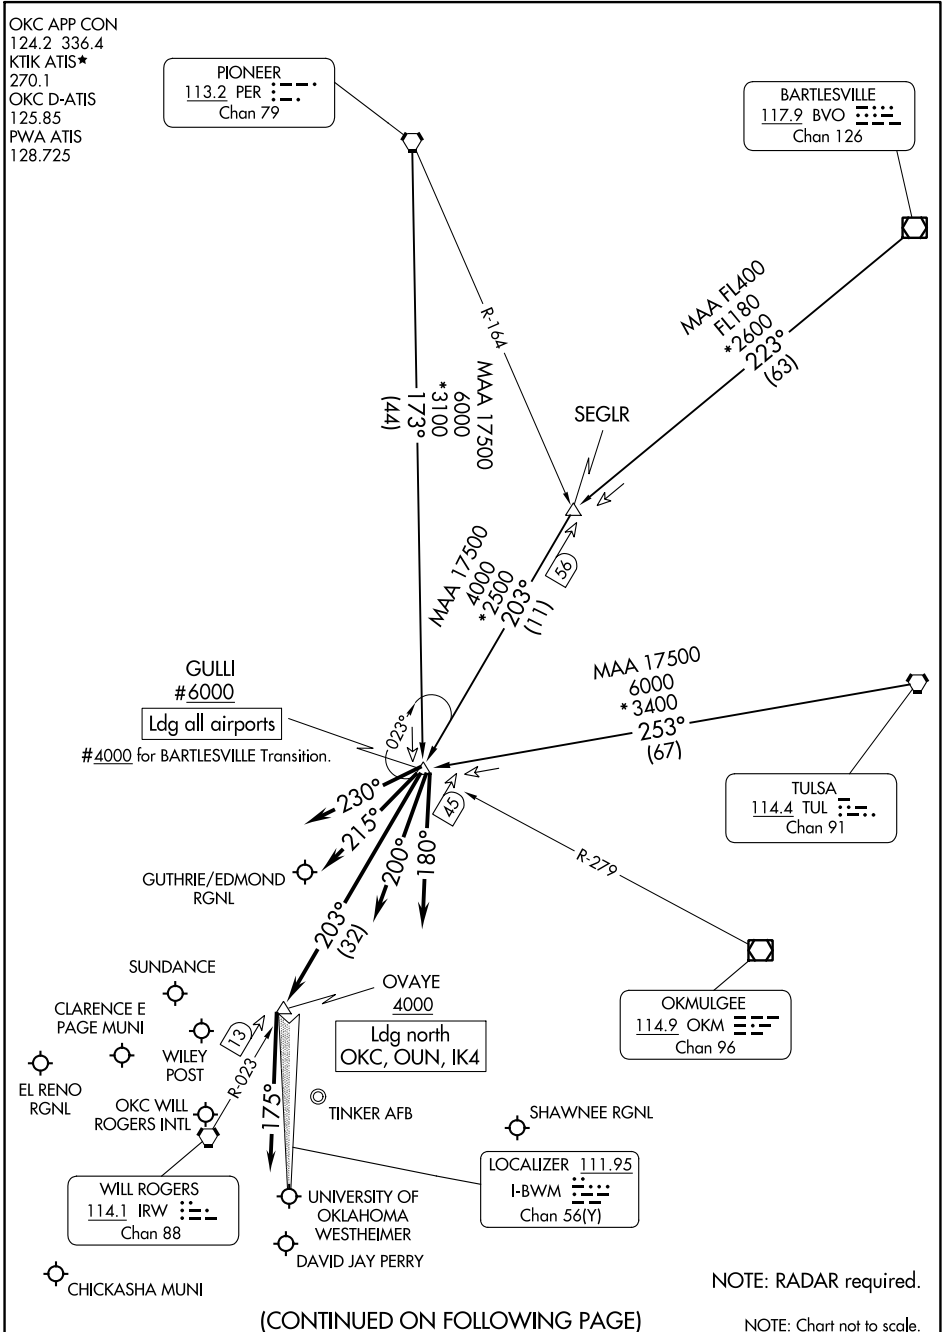 OKC APP CON
124.2 336.4
KTIK ATIS★
270.1
OKC D-ATIS
125.85
PWA ATIS
128.725
PIONEER
113.2 PER
Chan 79
BARTLESVILLE
117.9 BVO
Chan 126
R-164
MAA FL400
FL180
*2600
223°
(63)
MAA 17500
6000
*3100
173°
(44)
SEGLR
56
MAA 17500
4000
*2500
203°
(11)
GULLI
#6000
Ldg all airports
#4000 for BARTLESVILLE Transition.
023°
MAA 17500
6000
*3400
253°
(67)
TULSA
114.4 TUL
Chan 91
45
R-279
230°
215°
200°
180°
203°
(32)
GUTHRIE/EDMOND
RGNL
SUNDANCE
CLARENCE E
PAGE MUNI
WILEY
POST
EL RENO
RGNL
OKC WILL
ROGERS INTL
13
R-023
OVAYE
4000
Ldg north
OKC, OUN, IK4
OKMULGEE
114.9 OKM
Chan 96
175°
TINKER AFB
SHAWNEE RGNL
WILL ROGERS
114.1 IRW
Chan 88
LOCALIZER 111.95
I-BWM
Chan 56(Y)
UNIVERSITY OF
OKLAHOMA
WESTHEIMER
DAVID JAY PERRY
CHICKASHA MUNI
NOTE: RADAR required.
(CONTINUED ON FOLLOWING PAGE)
NOTE: Chart not to scale.